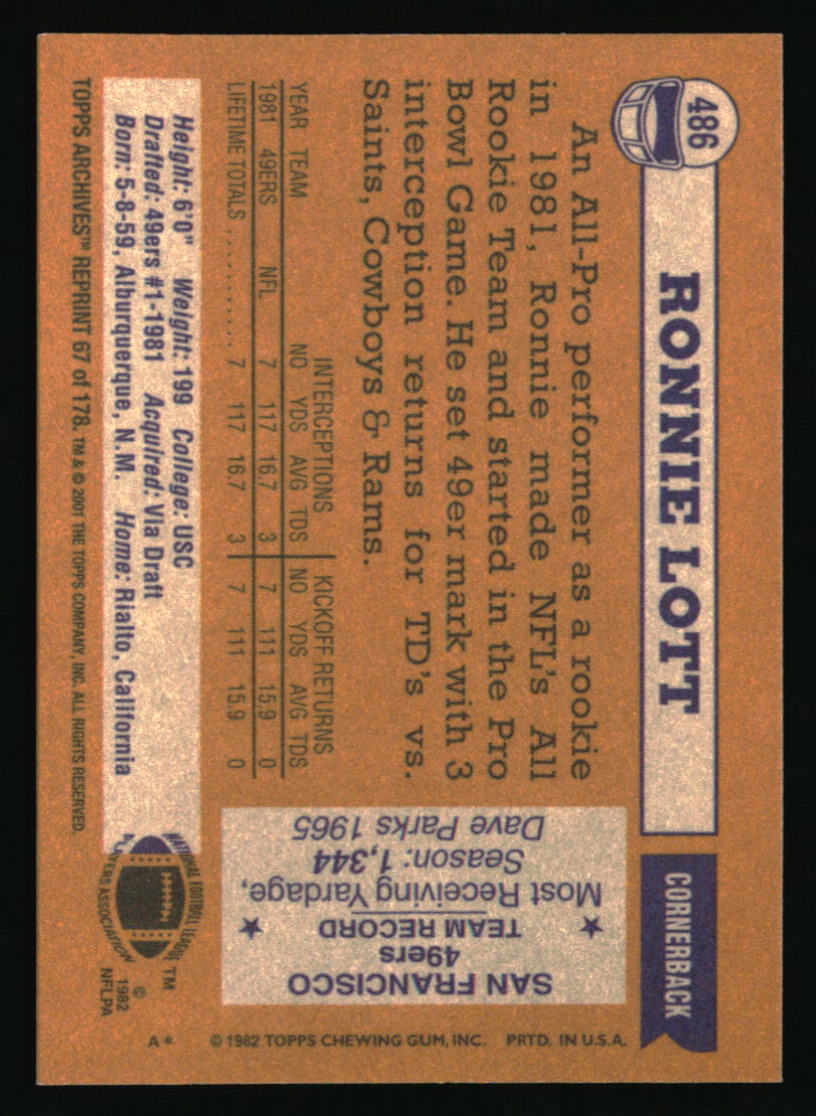 486
RONNIE LOTT
CORNERBACK
An All-Pro performer as a rookie
in 1981, Ronnie made NFL's All
Rookie Team and started in the Pro
Bowl Game. He set 49er mark with 3
interception returns for TD's vs.
Saints, Cowboys & Rams.
INTERCEPTIONS KICKOFF RETURNS
YEAR TEAM NO YDS AVG TDS NO YDS AVG TDS
1981 49ERS NFL 7 117 16.7 3 7 111 15.9 0
LIFETIME TOTALS .......... 7 117 16.7 3 7 111 15.9 0
Height: 6'0" Weight: 199 College: USC
Drafted: 49ers #1-1981 Acquired: Via Draft
Born: 5-8-59, Alburquerque, N.M. Home: Rialto, California
TOPPS ARCHIVES™ REPRINT 67 of 178. TM & © 2001 THE TOPPS COMPANY, INC. ALL RIGHTS RESERVED.
SAN FRANCISCO
49ers
★ TEAM RECORD ★
Most Receiving Yardage,
Season: 1,344
Dave Parks 1965
NATIONAL FOOTBALL LEAGUE
PLAYERS ASSOCIATION
TM
©
1982
NFLPA
A* © 1982 TOPPS CHEWING GUM, INC. PRTD. IN U.S.A.